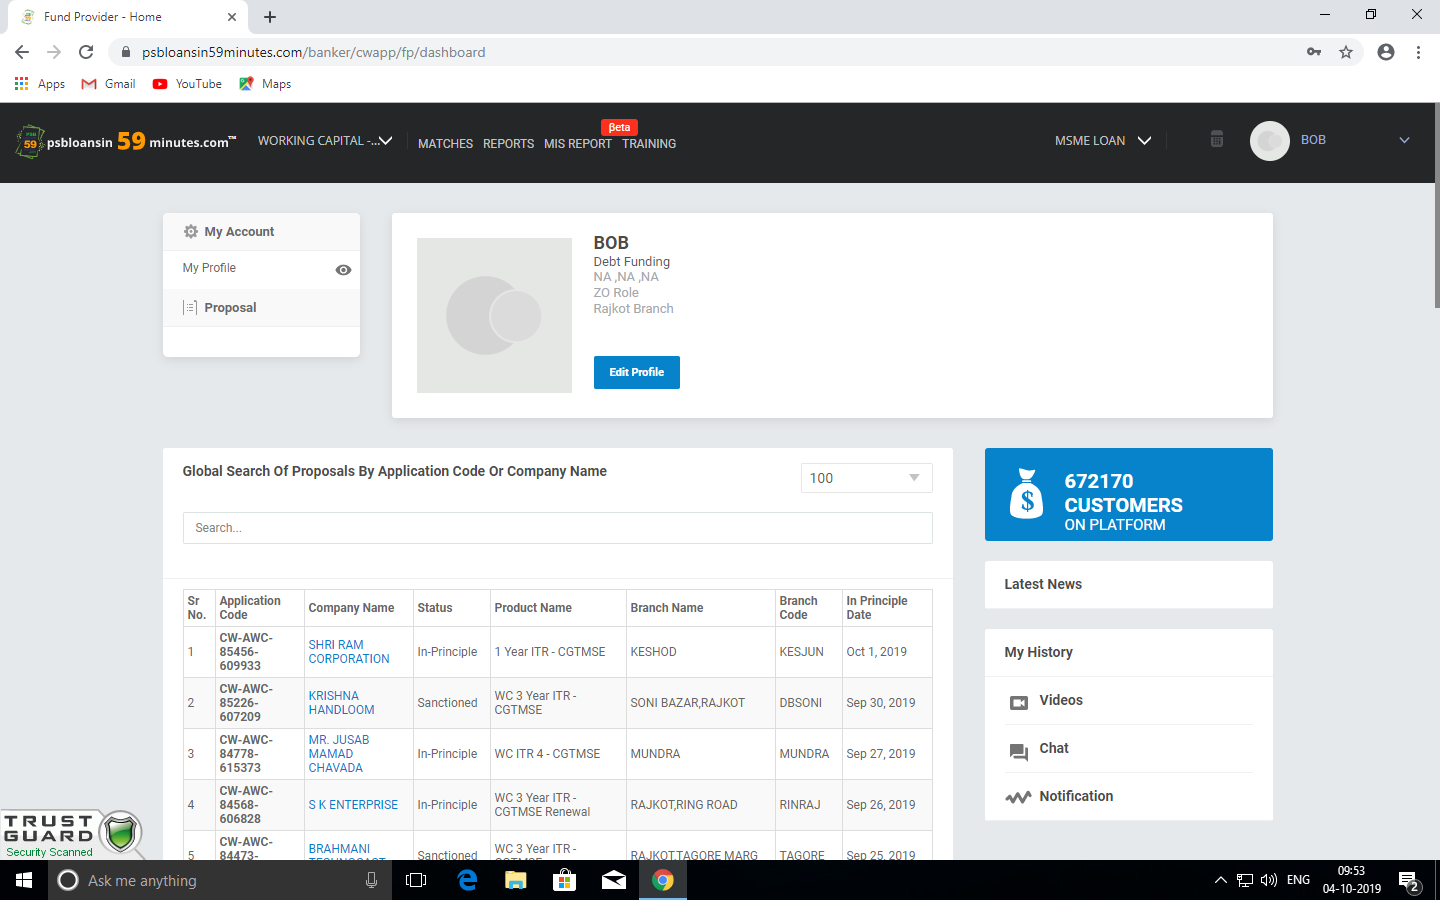 Fund Provider - Home
psbloansin59minutes.com/banker/cwapp/fp/dashboard
Apps Gmail YouTube Maps
PSB
59
psbloansin 59 minutes.com™
WORKING CAPITAL -...
MATCHES REPORTS MIS REPORT TRAINING
βeta
MSME LOAN
BOB
My Account
My Profile
Proposal
BOB
Debt Funding
NA ,NA ,NA
ZO Role
Rajkot Branch
Edit Profile
Global Search Of Proposals By Application Code Or Company Name
100
Search...
Sr No. Application Code Company Name Status Product Name Branch Name Branch Code In Principle Date
1 CW-AWC-85456-609933 SHRI RAM CORPORATION In-Principle 1 Year ITR - CGTMSE KESHOD KESJUN Oct 1, 2019
2 CW-AWC-85226-607209 KRISHNA HANDLOOM Sanctioned WC 3 Year ITR - CGTMSE SONI BAZAR,RAJKOT DBSONI Sep 30, 2019
3 CW-AWC-84778-615373 MR. JUSAB MAMAD CHAVADA In-Principle WC ITR 4 - CGTMSE MUNDRA MUNDRA Sep 27, 2019
4 CW-AWC-84568-606828 S K ENTERPRISE In-Principle WC 3 Year ITR - CGTMSE Renewal RAJKOT,RING ROAD RINRAJ Sep 26, 2019
5 CW-AWC-84473- BRAHMANI Sanctioned WC 3 Year ITR - RAJKOT,TAGORE MARG TAGORE Sep 25, 2019
672170
CUSTOMERS
ON PLATFORM
Latest News
My History
Videos
Chat
Notification
TRUST
GUARD
Security Scanned
Ask me anything
ENG
09:53
04-10-2019
2